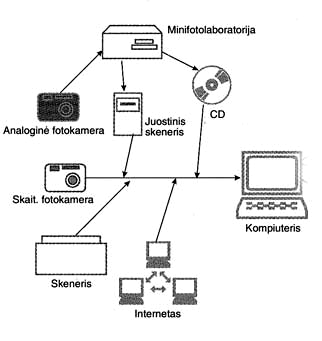 Minifotolaboratorija
Analoginė fotokamera
Juostinis
skeneris
CD
Skait. fotokamera
Kompiuteris
Skeneris
Internetas